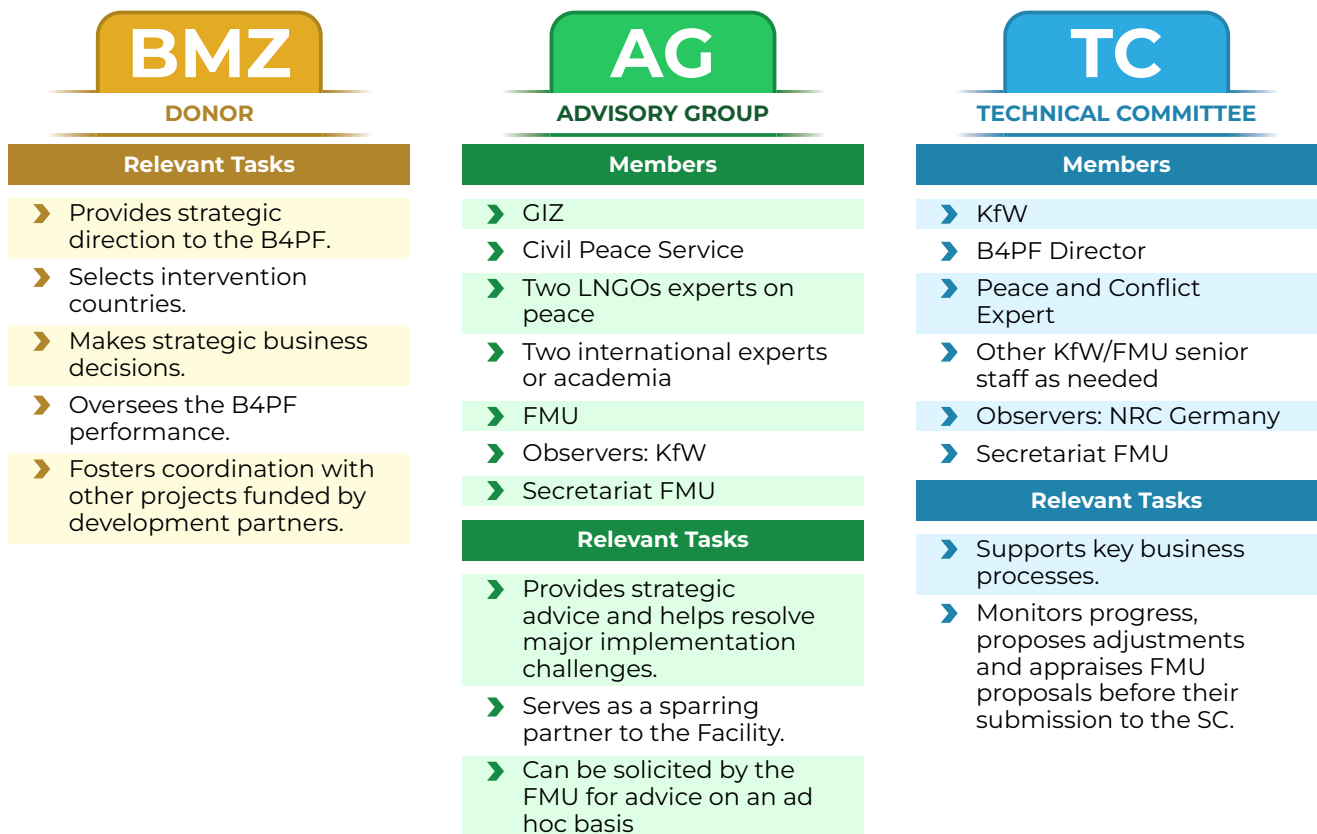 BMZ
DONOR
Relevant Tasks
Provides strategic
direction to the B4PF.
Selects intervention
countries.
Makes strategic business
decisions.
Oversees the B4PF
performance.
Fosters coordination with
other projects funded by
development partners.
AG
ADVISORY GROUP
Members
GIZ
Civil Peace Service
Two LNGOs experts on
peace
Two international experts
or academia
FMU
Observers: KfW
Secretariat FMU
Relevant Tasks
Provides strategic
advice and helps resolve
major implementation
challenges.
Serves as a sparring
partner to the Facility.
Can be solicited by the
FMU for advice on an ad
hoc basis
TC
TECHNICAL COMMITTEE
Members
KfW
B4PF Director
Peace and Conflict
Expert
Other KfW/FMU senior
staff as needed
Observers: NRC Germany
Secretariat FMU
Relevant Tasks
Supports key business
processes.
Monitors progress,
proposes adjustments
and appraises FMU
proposals before their
submission to the SC.